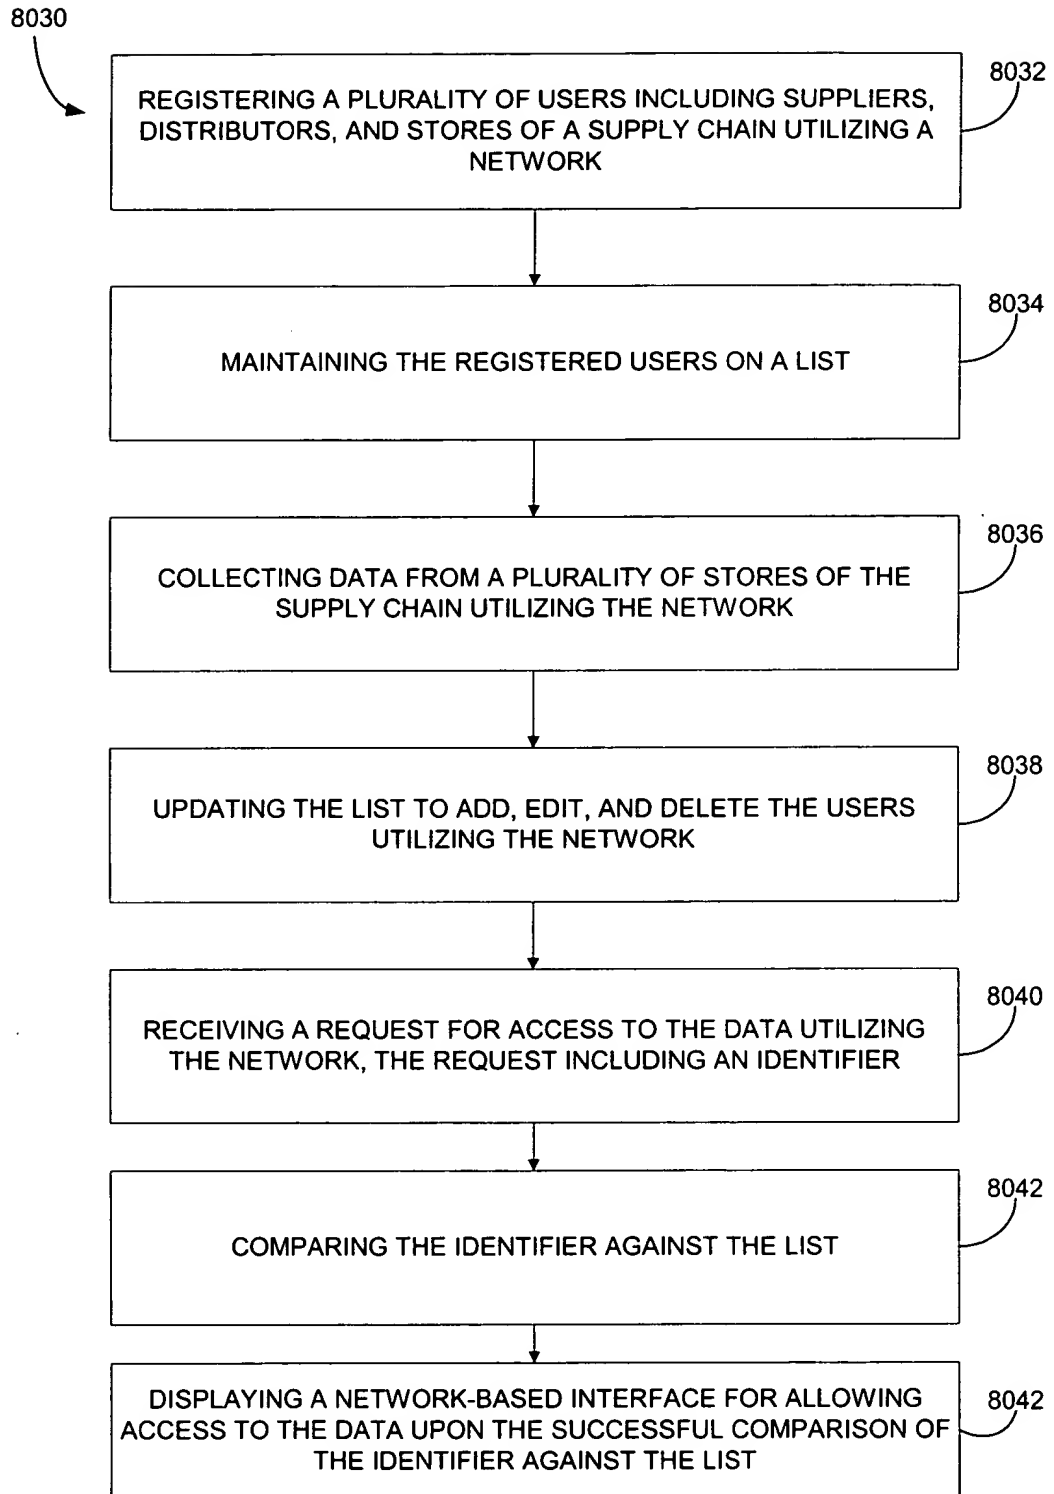 8030
8032
REGISTERING A PLURALITY OF USERS INCLUDING SUPPLIERS,
DISTRIBUTORS, AND STORES OF A SUPPLY CHAIN UTILIZING A
NETWORK
8034
MAINTAINING THE REGISTERED USERS ON A LIST
8036
COLLECTING DATA FROM A PLURALITY OF STORES OF THE
SUPPLY CHAIN UTILIZING THE NETWORK
8038
UPDATING THE LIST TO ADD, EDIT, AND DELETE THE USERS
UTILIZING THE NETWORK
8040
RECEIVING A REQUEST FOR ACCESS TO THE DATA UTILIZING
THE NETWORK, THE REQUEST INCLUDING AN IDENTIFIER
8042
COMPARING THE IDENTIFIER AGAINST THE LIST
8042
DISPLAYING A NETWORK-BASED INTERFACE FOR ALLOWING
ACCESS TO THE DATA UPON THE SUCCESSFUL COMPARISON OF
THE IDENTIFIER AGAINST THE LIST